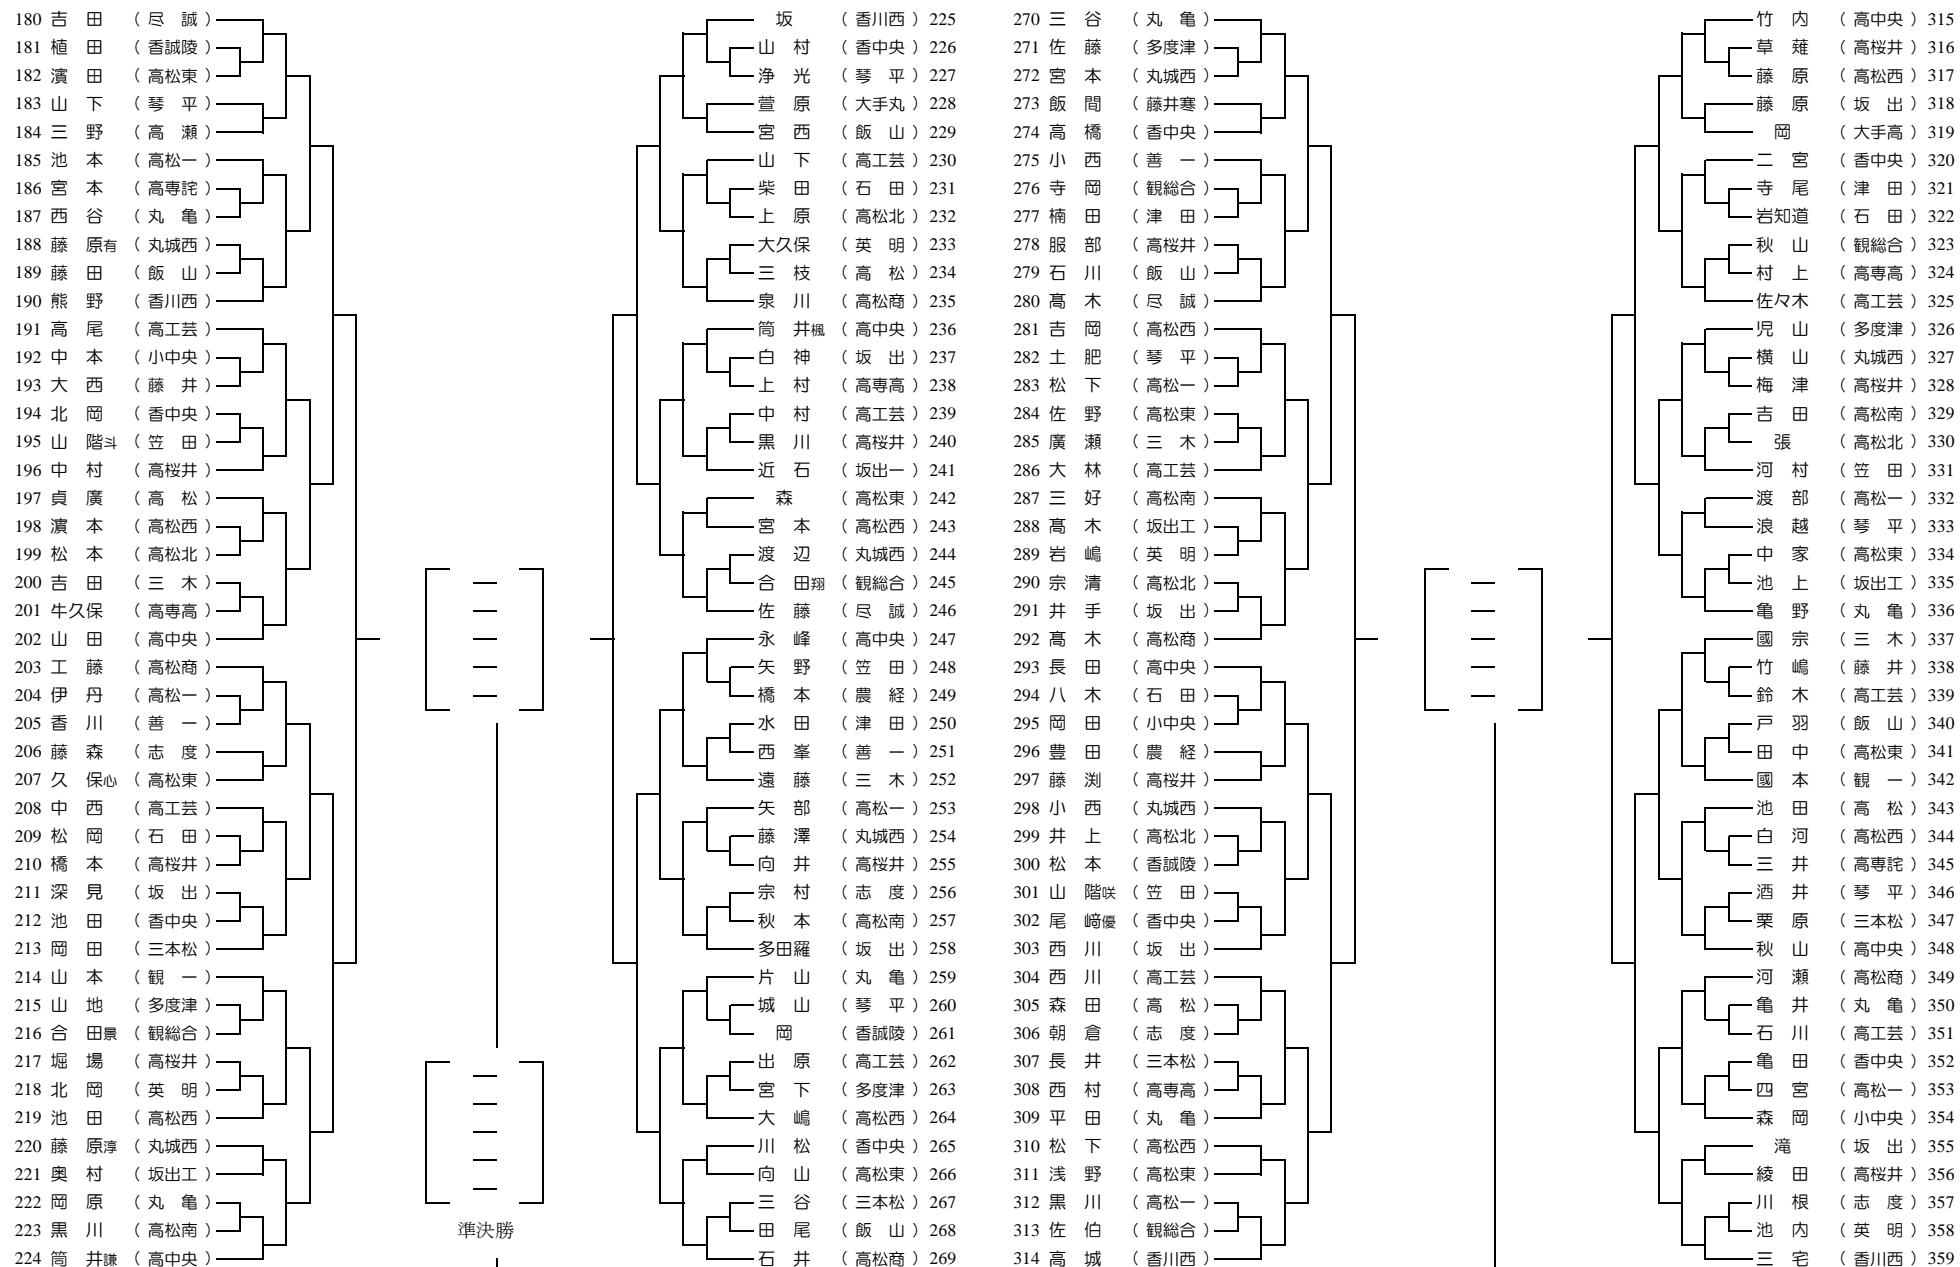 180 吉 田 （ 尽 誠 ）
181 植 田 （ 香誠陵 ）
182 濱 田 （ 高松東 ）
183 山 下 （ 琴 平 ）
184 三 野 （ 高 瀬 ）
185 池 本 （ 高松一 ）
186 宮 本 （ 高専詫 ）
187 西 谷 （ 丸 亀 ）
188 藤 原有 （ 丸城西 ）
189 藤 田 （ 飯 山 ）
190 熊 野 （ 香川西 ）
191 高 尾 （ 高工芸 ）
192 中 本 （ 小中央 ）
193 大 西 （ 藤 井 ）
194 北 岡 （ 香中央 ）
195 山 階斗 （ 笠 田 ）
196 中 村 （ 高桜井 ）
197 貞 廣 （ 高 松 ）
198 濵 本 （ 高松西 ）
199 松 本 （ 高松北 ）
200 吉 田 （ 三 木 ）
201 牛久保 （ 高専高 ）
202 山 田 （ 高中央 ）
203 工 藤 （ 高松商 ）
204 伊 丹 （ 高松一 ）
205 香 川 （ 善 一 ）
206 藤 森 （ 志 度 ）
207 久 保心 （ 高松東 ）
208 中 西 （ 高工芸 ）
209 松 岡 （ 石 田 ）
210 橋 本 （ 高桜井 ）
211 深 見 （ 坂 出 ）
212 池 田 （ 香中央 ）
213 岡 田 （ 三本松 ）
214 山 本 （ 観 一 ）
215 山 地 （ 多度津 ）
216 合 田景 （ 観総合 ）
217 堀 場 （ 高桜井 ）
218 北 岡 （ 英 明 ）
219 池 田 （ 高松西 ）
220 藤 原淳 （ 丸城西 ）
221 奥 村 （ 坂出工 ）
222 岡 原 （ 丸 亀 ）
223 黒 川 （ 高松南 ）
224 筒 井謙 （ 高中央 ）
—
—
—
—
—
—
—
—
—
—
準決勝
坂 （ 香川西 ） 225
山 村 （ 香中央 ） 226
浄 光 （ 琴 平 ） 227
萱 原 （ 大手丸 ） 228
宮 西 （ 飯 山 ） 229
山 下 （ 高工芸 ） 230
柴 田 （ 石 田 ） 231
上 原 （ 高松北 ） 232
大久保 （ 英 明 ） 233
三 枝 （ 高 松 ） 234
泉 川 （ 高松商 ） 235
筒 井楓 （ 高中央 ） 236
白 神 （ 坂 出 ） 237
上 村 （ 高専高 ） 238
中 村 （ 高工芸 ） 239
黒 川 （ 高桜井 ） 240
近 石 （ 坂出一 ） 241
森 （ 高松東 ） 242
宮 本 （ 高松西 ） 243
渡 辺 （ 丸城西 ） 244
合 田翔 （ 観総合 ） 245
佐 藤 （ 尽 誠 ） 246
永 峰 （ 高中央 ） 247
矢 野 （ 笠 田 ） 248
橋 本 （ 農 経 ） 249
水 田 （ 津 田 ） 250
西 峯 （ 善 一 ） 251
遠 藤 （ 三 木 ） 252
矢 部 （ 高松一 ） 253
藤 澤 （ 丸城西 ） 254
向 井 （ 高桜井 ） 255
宗 村 （ 志 度 ） 256
秋 本 （ 高松南 ） 257
多田羅 （ 坂 出 ） 258
片 山 （ 丸 亀 ） 259
城 山 （ 琴 平 ） 260
岡 （ 香誠陵 ） 261
出 原 （ 高工芸 ） 262
宮 下 （ 多度津 ） 263
大 嶋 （ 高松西 ） 264
川 松 （ 香中央 ） 265
向 山 （ 高松東 ） 266
三 谷 （ 三本松 ） 267
田 尾 （ 飯 山 ） 268
石 井 （ 高松商 ） 269
270 三 谷 （ 丸 亀 ）
271 佐 藤 （ 多度津 ）
272 宮 本 （ 丸城西 ）
273 飯 間 （ 藤井寒 ）
274 高 橋 （ 香中央 ）
275 小 西 （ 善 一 ）
276 寺 岡 （ 観総合 ）
277 楠 田 （ 津 田 ）
278 服 部 （ 高桜井 ）
279 石 川 （ 飯 山 ）
280 髙 木 （ 尽 誠 ）
281 吉 岡 （ 高松西 ）
282 土 肥 （ 琴 平 ）
283 松 下 （ 高松一 ）
284 佐 野 （ 高松東 ）
285 廣 瀬 （ 三 木 ）
286 大 林 （ 高工芸 ）
287 三 好 （ 高松南 ）
288 髙 木 （ 坂出工 ）
289 岩 嶋 （ 英 明 ）
290 宗 清 （ 高松北 ）
291 井 手 （ 坂 出 ）
292 髙 木 （ 高松商 ）
293 長 田 （ 高中央 ）
294 八 木 （ 石 田 ）
295 岡 田 （ 小中央 ）
296 豊 田 （ 農 経 ）
297 藤 渕 （ 高桜井 ）
298 小 西 （ 丸城西 ）
299 井 上 （ 高松北 ）
300 松 本 （ 香誠陵 ）
301 山 階咲 （ 笠 田 ）
302 尾 﨑優 （ 香中央 ）
303 西 川 （ 坂 出 ）
304 西 川 （ 高工芸 ）
305 森 田 （ 高 松 ）
306 朝 倉 （ 志 度 ）
307 長 井 （ 三本松 ）
308 西 村 （ 高専高 ）
309 平 田 （ 丸 亀 ）
310 松 下 （ 高松西 ）
311 浅 野 （ 高松東 ）
312 黒 川 （ 高松一 ）
313 佐 伯 （ 観総合 ）
314 高 城 （ 香川西 ）
—
—
—
—
—
竹 内 （ 高中央 ） 315
草 薙 （ 高桜井 ） 316
藤 原 （ 高松西 ） 317
藤 原 （ 坂 出 ） 318
岡 （ 大手高 ） 319
二 宮 （ 香中央 ） 320
寺 尾 （ 津 田 ） 321
岩知道 （ 石 田 ） 322
秋 山 （ 観総合 ） 323
村 上 （ 高専高 ） 324
佐々木 （ 高工芸 ） 325
児 山 （ 多度津 ） 326
横 山 （ 丸城西 ） 327
梅 津 （ 高桜井 ） 328
吉 田 （ 高松南 ） 329
張 （ 高松北 ） 330
河 村 （ 笠 田 ） 331
渡 部 （ 高松一 ） 332
浪 越 （ 琴 平 ） 333
中 家 （ 高松東 ） 334
池 上 （ 坂出工 ） 335
亀 野 （ 丸 亀 ） 336
國 宗 （ 三 木 ） 337
竹 嶋 （ 藤 井 ） 338
鈴 木 （ 高工芸 ） 339
戸 羽 （ 飯 山 ） 340
田 中 （ 高松東 ） 341
國 本 （ 観 一 ） 342
池 田 （ 高 松 ） 343
白 河 （ 高松西 ） 344
三 井 （ 高専詫 ） 345
酒 井 （ 琴 平 ） 346
栗 原 （ 三本松 ） 347
秋 山 （ 高中央 ） 348
河 瀬 （ 高松商 ） 349
亀 井 （ 丸 亀 ） 350
石 川 （ 高工芸 ） 351
亀 田 （ 香中央 ） 352
四 宮 （ 高松一 ） 353
森 岡 （ 小中央 ） 354
滝 （ 坂 出 ） 355
綾 田 （ 高桜井 ） 356
川 根 （ 志 度 ） 357
池 内 （ 英 明 ） 358
三 宅 （ 香川西 ） 359